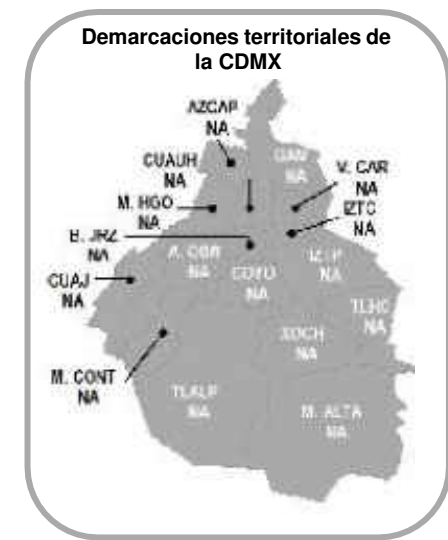 Demarcaciones territoriales de
la CDMX
AZCAP
NA
GAM
NA
CUAUH
NA
V. CAR
NA
M. HGO
NA
IZTC
NA
B. JRZ
NA
A. OBR
NA
IZTP
NA
COYO
NA
CUAJ
NA
TLHC
NA
XOCH
NA
M. CONT
NA
TLALP
NA
M. ALTA
NA